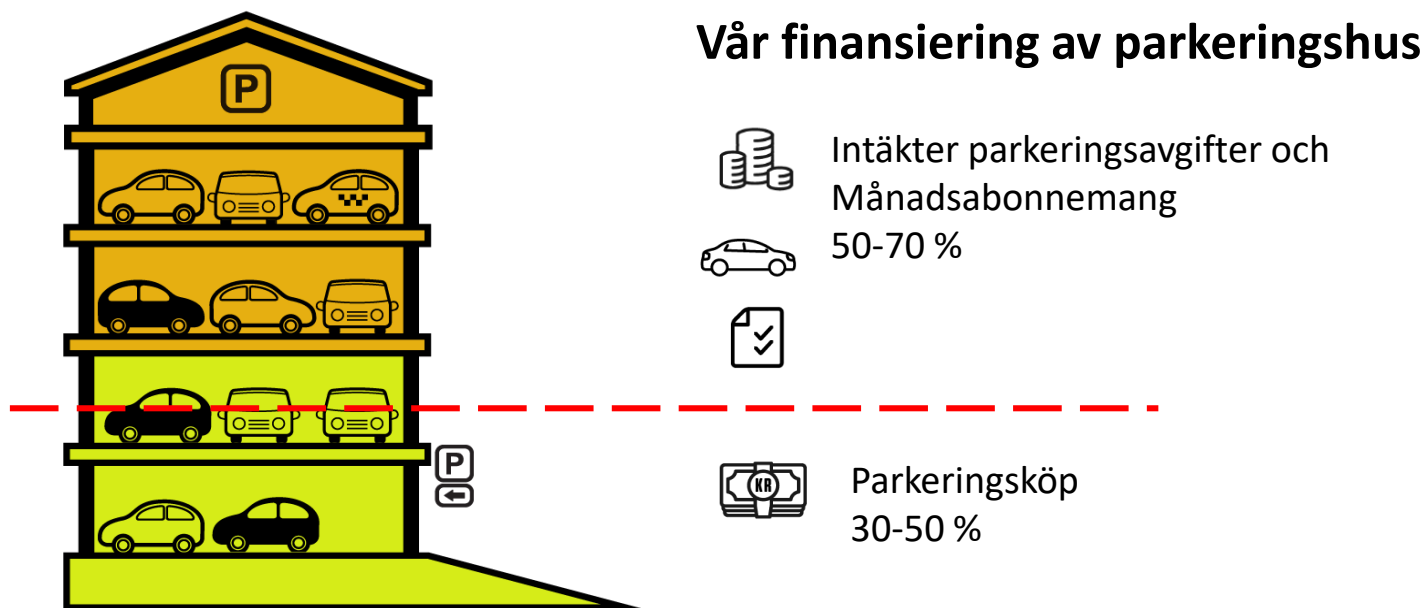 Vår finansiering av parkeringshus
P
Intäkter parkeringsavgifter och
Månadsabonnemang
50-70 %
P
KR
Parkeringsköp
30-50 %